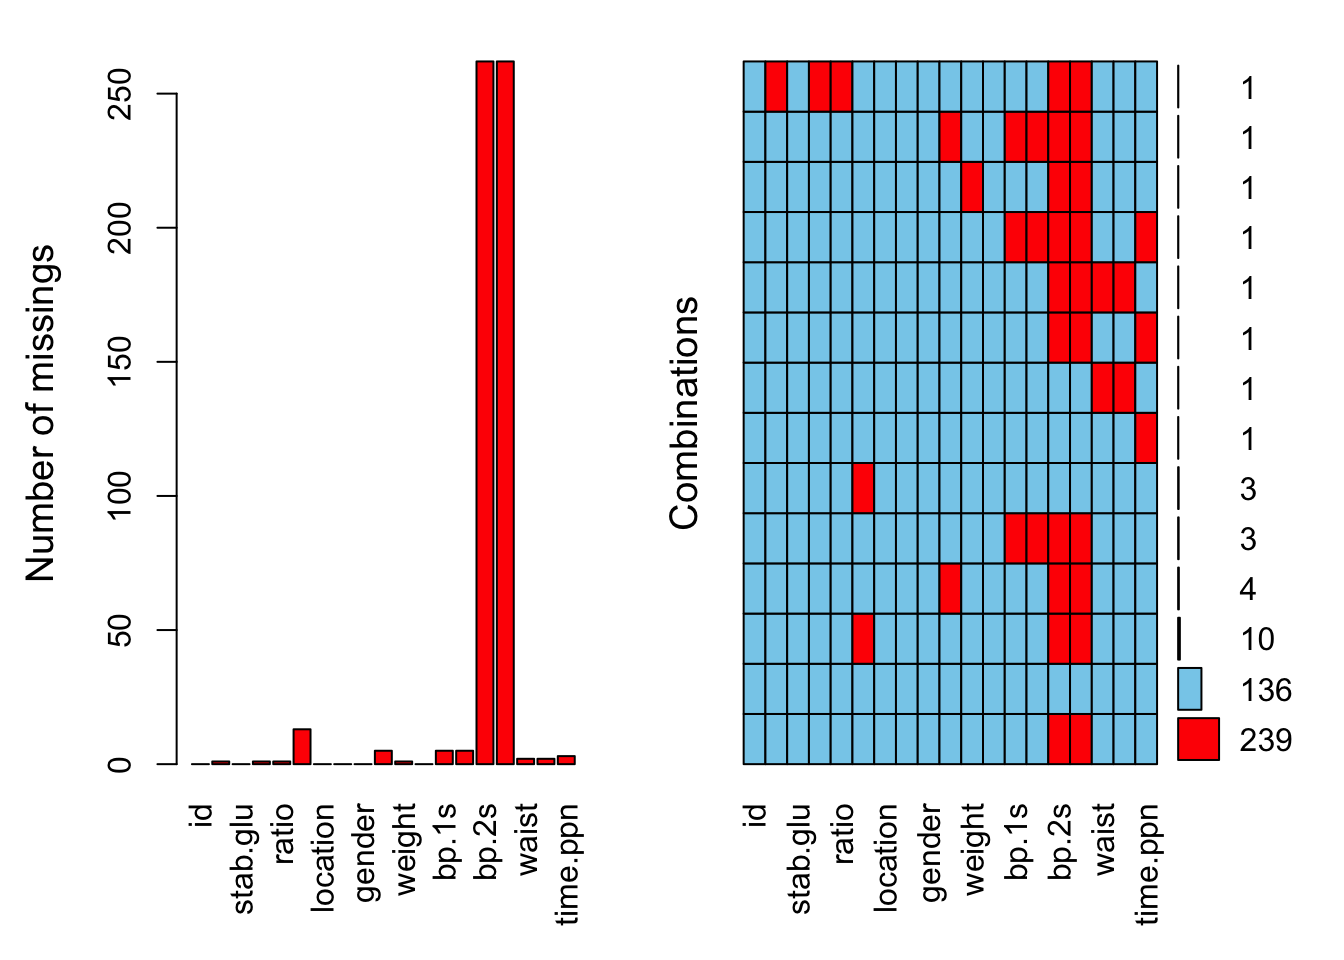 Number of missings
0
50
100
150
200
250
id
stab.glu
ratio
location
gender
weight
bp.1s
bp.2s
waist
time.ppn
Combinations
1
1
1
1
1
1
1
1
3
3
4
10
136
239
id
stab.glu
ratio
location
gender
weight
bp.1s
bp.2s
waist
time.ppn